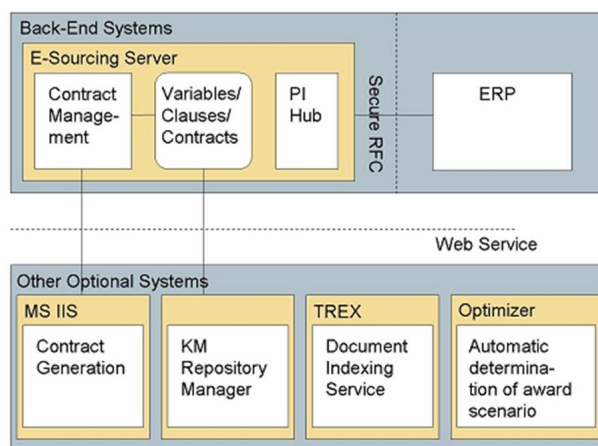 Back-End Systems
E-Sourcing Server
Contract
Manage-
ment
Variables/
Clauses/
Contracts
PI
Hub
Secure RFC
ERP
Web Service
Other Optional Systems
MS IIS
Contract
Generation
KM
Repository
Manager
TREX
Document
Indexing
Service
Optimizer
Automatic
determina-
tion of award
scenario